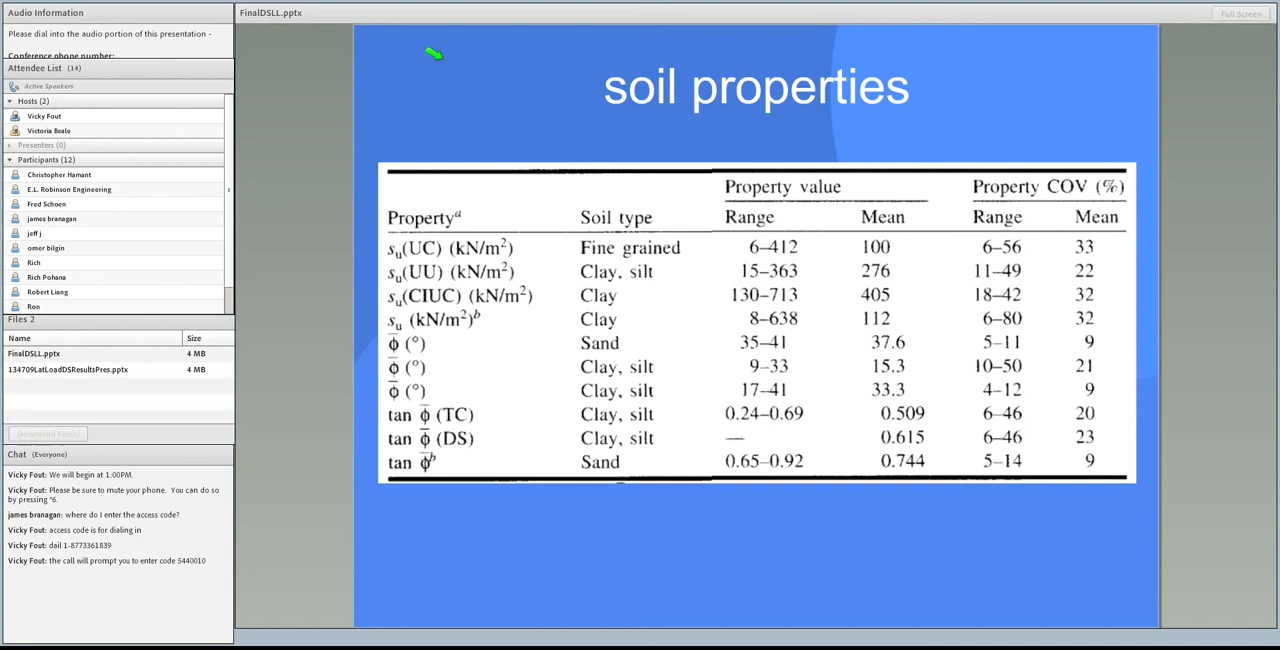 Audio Information
Please dial into the audio portion of this presentation -
Conference phone number:
Attendee List (14)
Active Speakers
Hosts (2)
Vicky Fout
Victoria Beale
Presenters (0)
Participants (12)
Christopher Hamant
E.L. Robinson Engineering
Fred Schoen
james branagan
jeff j
omer bilgin
Rich
Rich Pohana
Robert Liang
Ron
Files 2
Name Size
FinalDSLL.pptx 4 MB
134709LatLoadDSResultsPres.pptx 4 MB
Download File(s)
Chat (Everyone)
Vicky Fout: We will begin at 1:00PM.
Vicky Fout: Please be sure to mute your phone. You can do so
by pressing *6.
james branagan: where do I enter the access code?
Vicky Fout: access code is for dialing in
Vicky Fout: dail 1-8773361839
Vicky Fout: the call will prompt you to enter code 5440010
FinalDSLL.pptx
Full Screen
soil properties
Property value Property COV (%)
Propertyᵃ Soil type Range Mean Range Mean
sᵤ(UC) (kN/m²) Fine grained 6–412 100 6–56 33
sᵤ(UU) (kN/m²) Clay, silt 15–363 276 11–49 22
sᵤ(CIUC) (kN/m²) Clay 130–713 405 18–42 32
sᵤ (kN/m²)ᵇ Clay 8–638 112 6–80 32
ϕ̄ (°) Sand 35–41 37.6 5–11 9
ϕ̄ (°) Clay, silt 9–33 15.3 10–50 21
ϕ̄ (°) Clay, silt 17–41 33.3 4–12 9
tan ϕ̄ (TC) Clay, silt 0.24–0.69 0.509 6–46 20
tan ϕ̄ (DS) Clay, silt — 0.615 6–46 23
tan ϕ̄ᵇ Sand 0.65–0.92 0.744 5–14 9